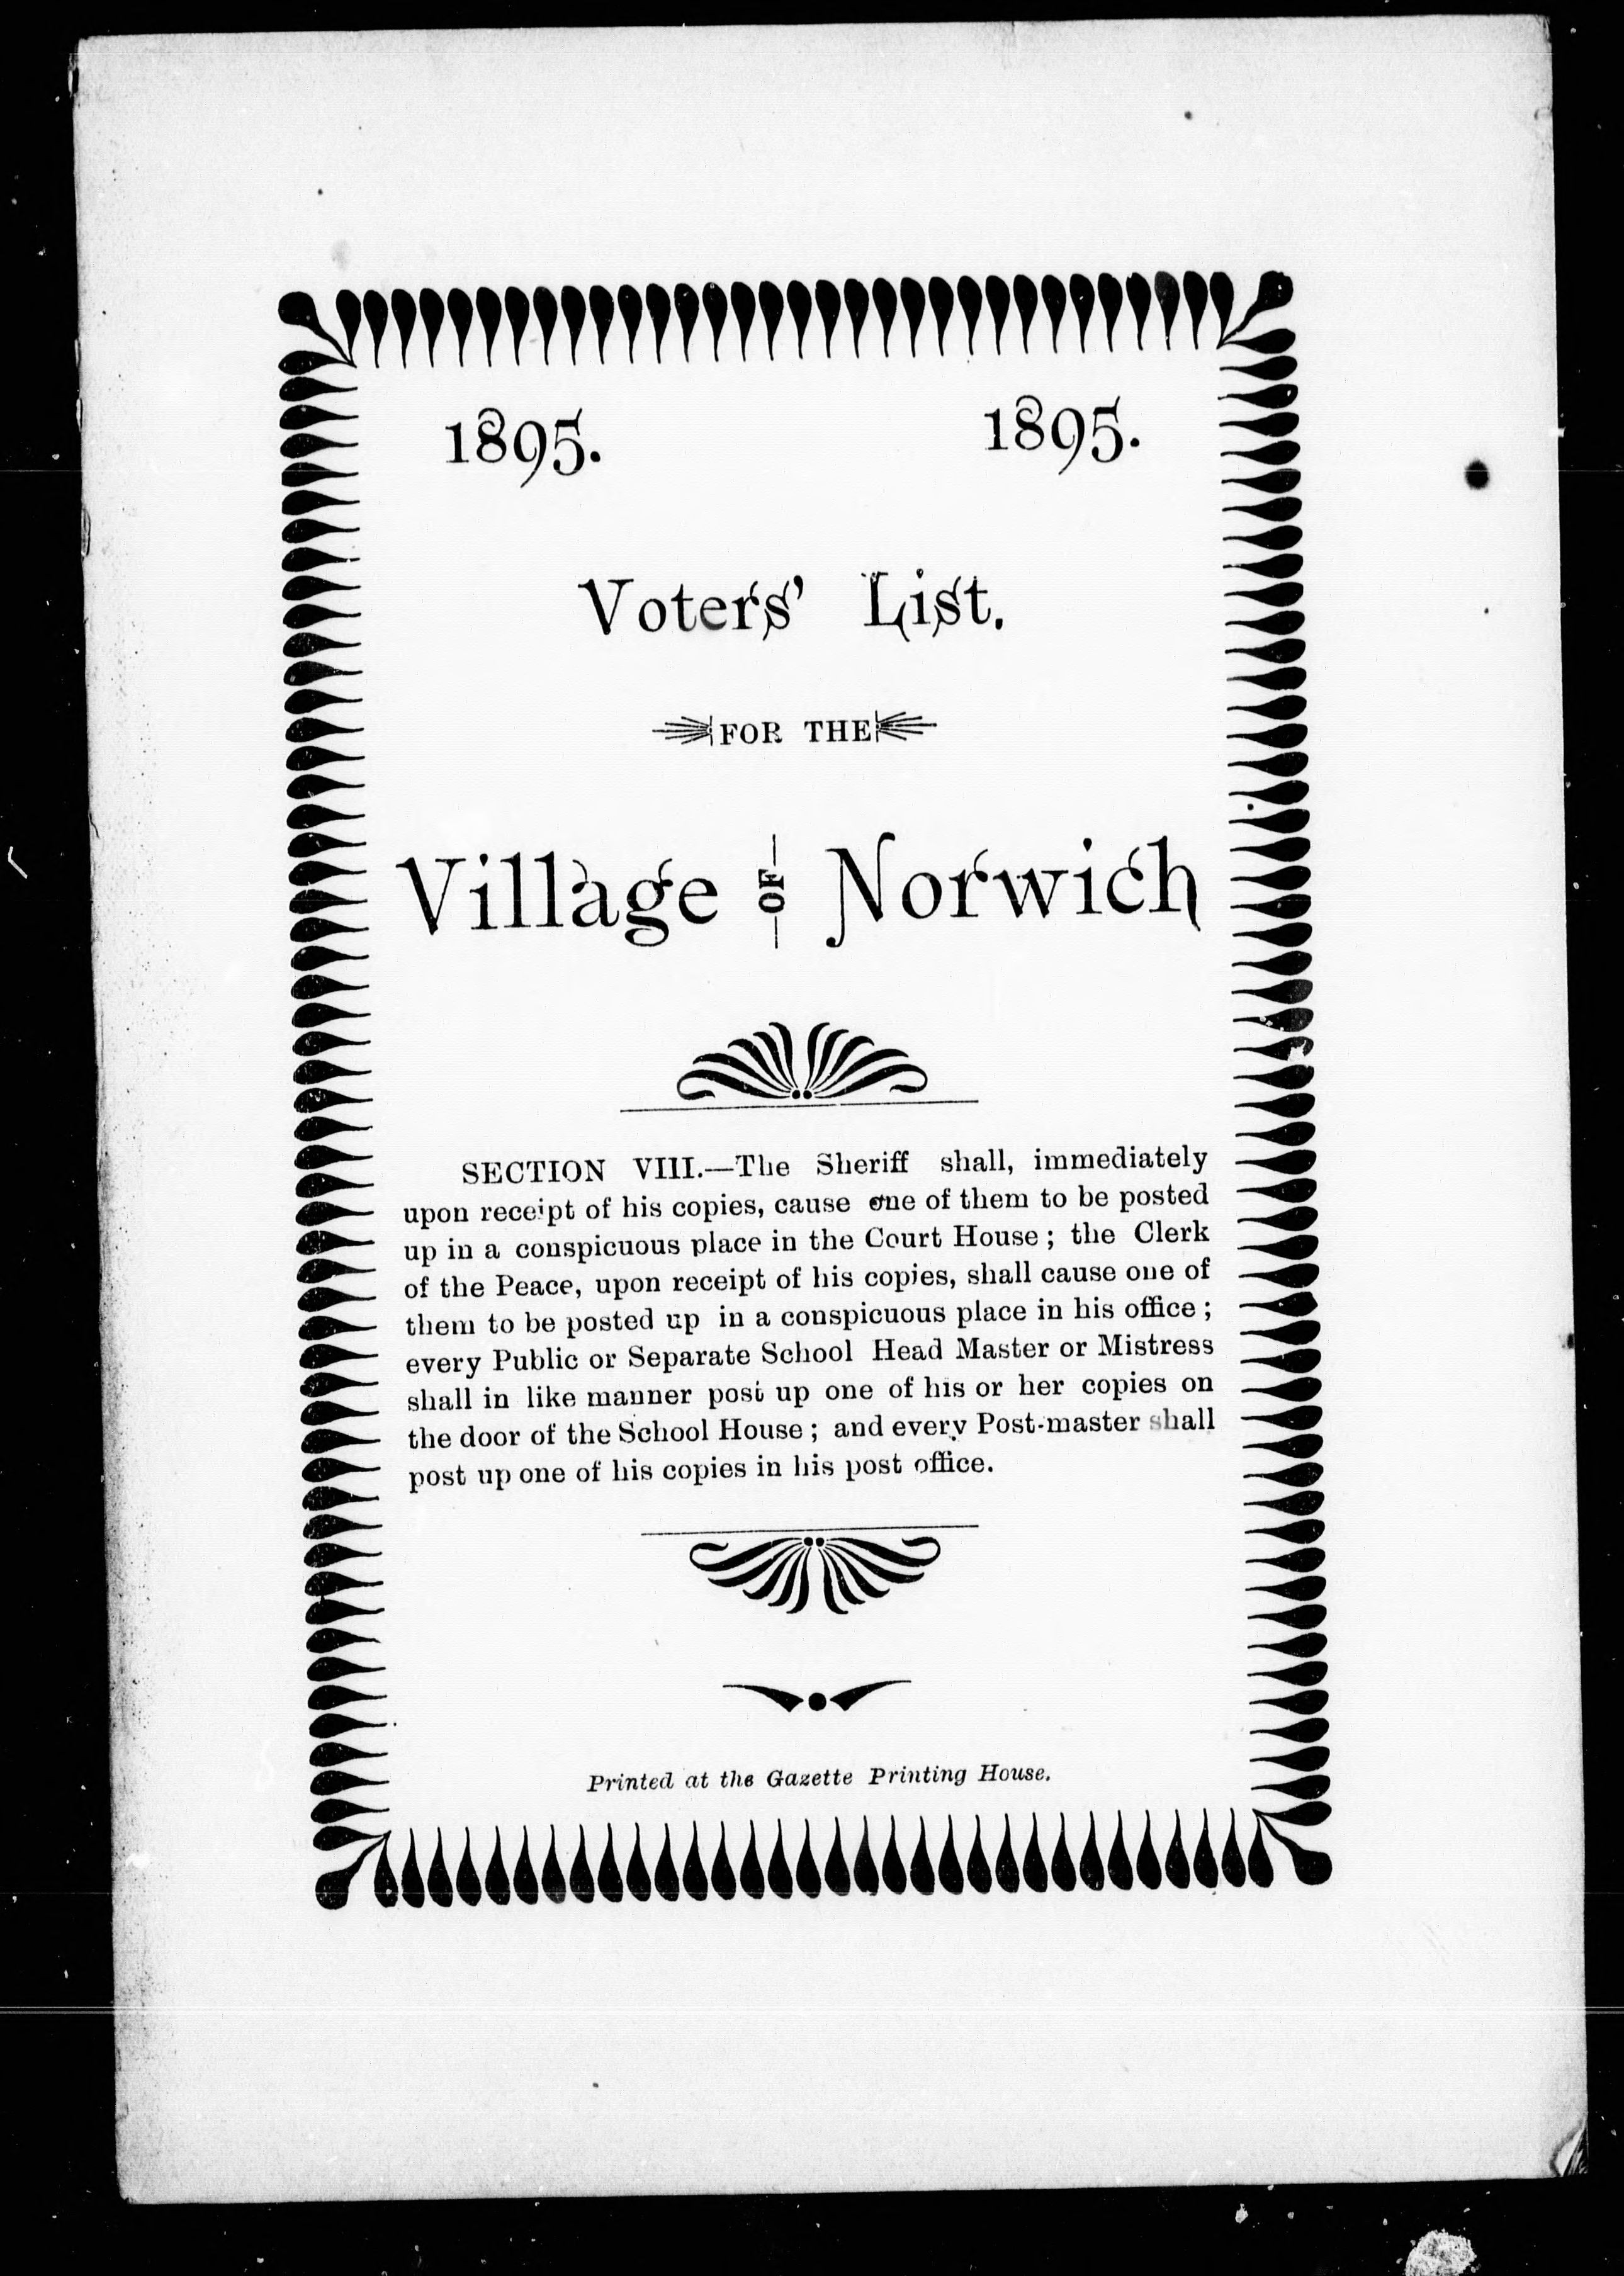 1895. 1895.
Voters' List.
FOR THE
Village OF Norwich
SECTION VIII.—The Sheriff shall, immediately
upon receipt of his copies, cause one of them to be posted
up in a conspicuous place in the Court House; the Clerk
of the Peace, upon receipt of his copies, shall cause one of
them to be posted up in a conspicuous place in his office;
every Public or Separate School Head Master or Mistress
shall in like manner post up one of his or her copies on
the door of the School House; and every Post-master shall
post up one of his copies in his post office.
Printed at the Gazette Printing House.